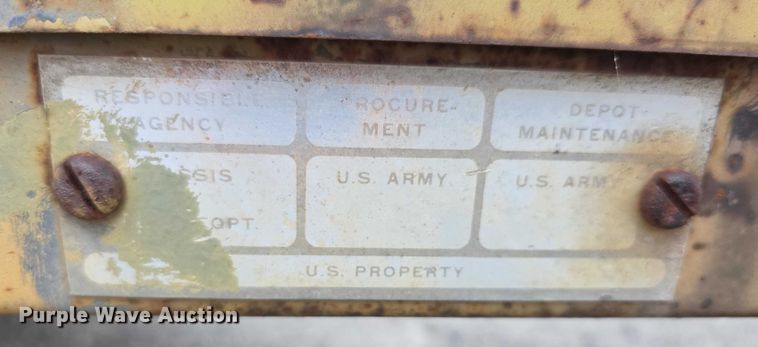 RESPONSIBLE
AGENCY
PROCURE-
MENT
DEPOT
MAINTENANCE
U.S. ARMY
U.S. ARMY
U.S. PROPERTY
Purple Wave Auction